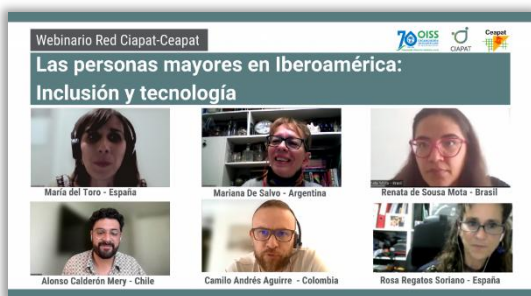 Webinario Red Ciapat-Ceapat
70 OISS
CIAPAT
Ceapat
Las personas mayores en Iberoamérica:
Inclusión y tecnología
María del Toro - España
Mariana De Salvo - Argentina
Renata de Sousa Mota - Brasil
Alonso Calderón Mery - Chile
Camilo Andrés Aguirre - Colombia
Rosa Regatos Soriano - España